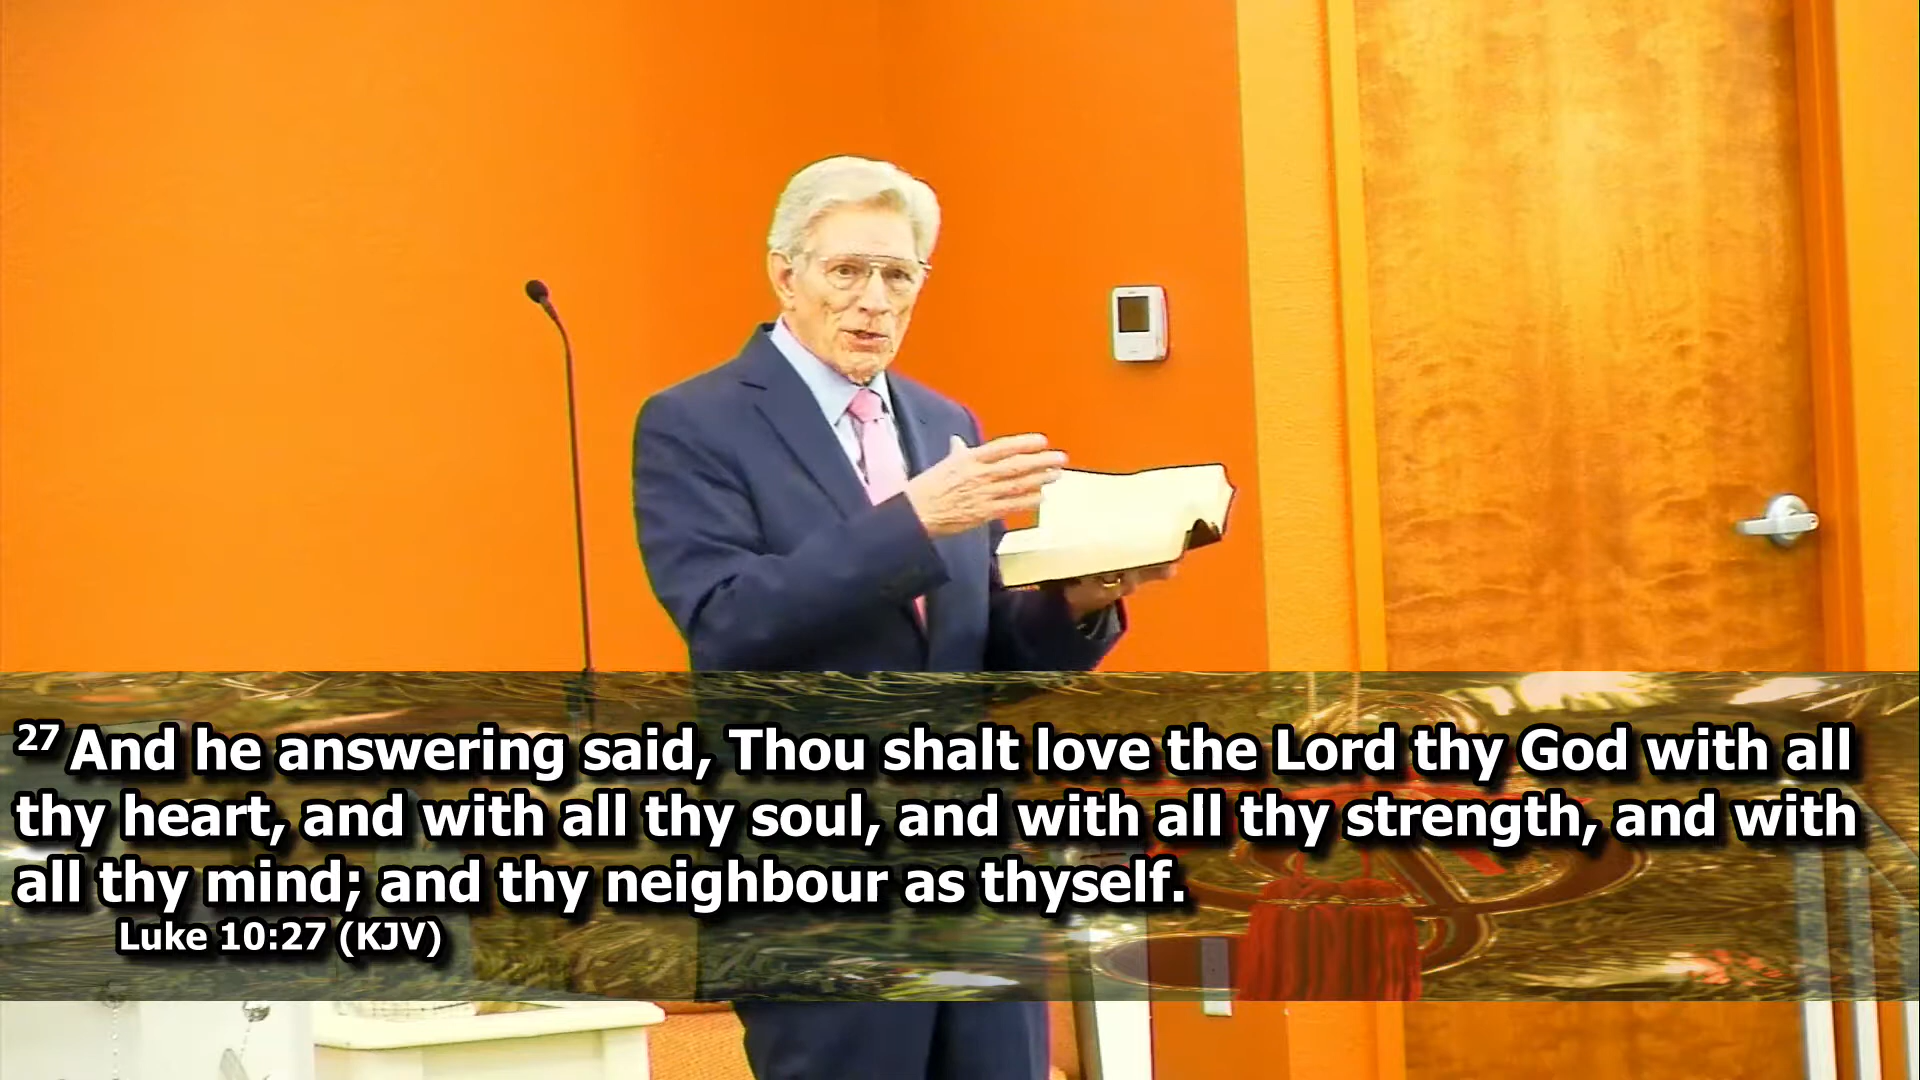 27 And he answering said, Thou shalt love the Lord thy God with all
thy heart, and with all thy soul, and with all thy strength, and with
all thy mind; and thy neighbour as thyself.
Luke 10:27 (KJV)